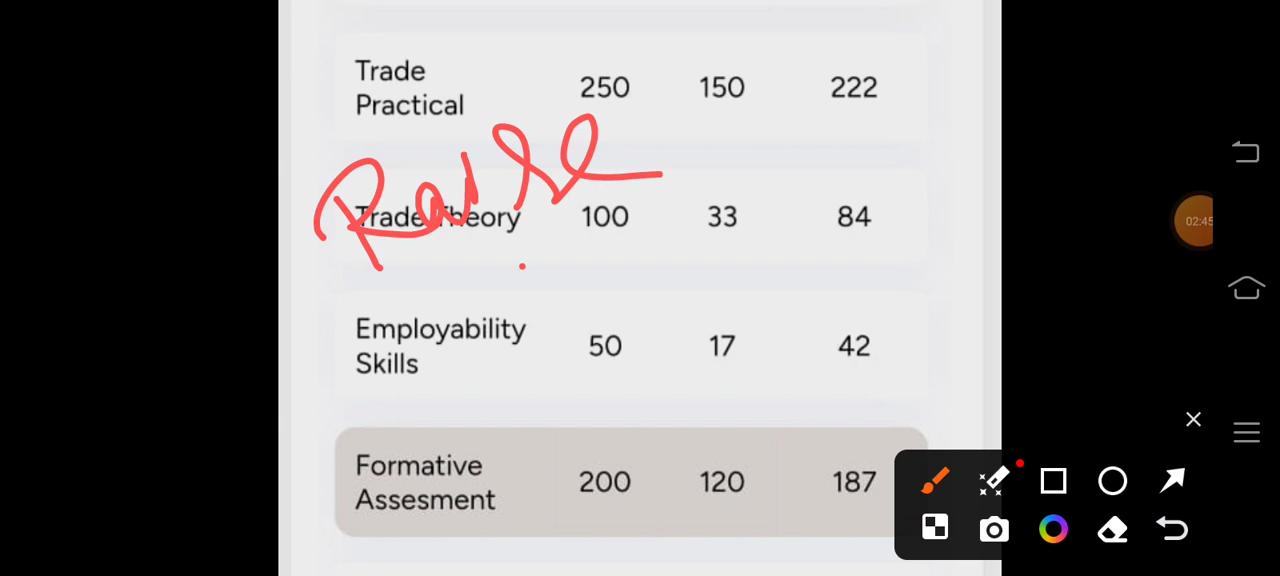 Trade
Practical 250 150 222
Raise
Trade Theory 100 33 84
Employability
Skills 50 17 42
Formative
Assesment 200 120 187
02:45